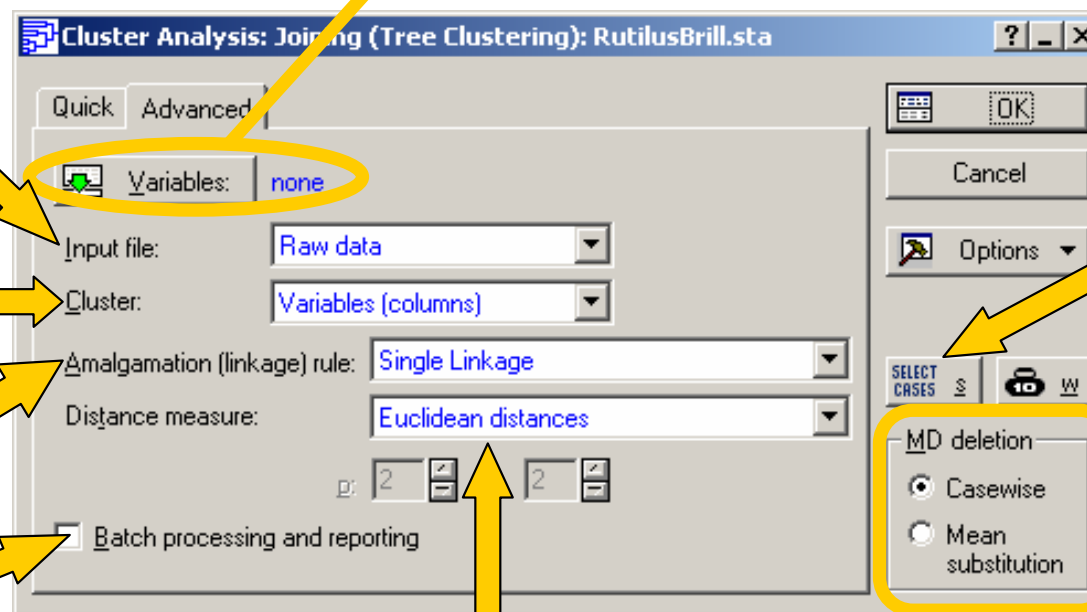 Cluster Analysis: Joining (Tree Clustering): RutilusBrill.sta
Quick Advanced
OK
Variables: none
Cancel
Input file: Raw data
Options
Cluster: Variables (columns)
Amalgamation (linkage) rule: Single Linkage
SELECT CASES S 10 W
Distance measure: Euclidean distances
MD deletion
p: 2 2
Casewise
Batch processing and reporting
Mean substitution